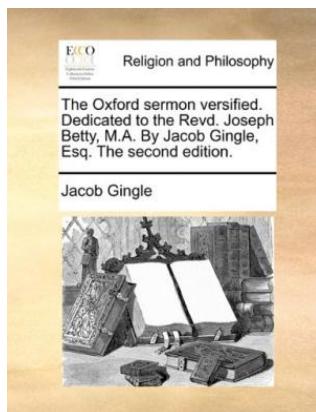 ECCO
Religion and Philosophy
The Oxford sermon versified.
Dedicated to the Revd. Joseph
Betty, M.A. By Jacob Gingle,
Esq. The second edition.
Jacob Gingle